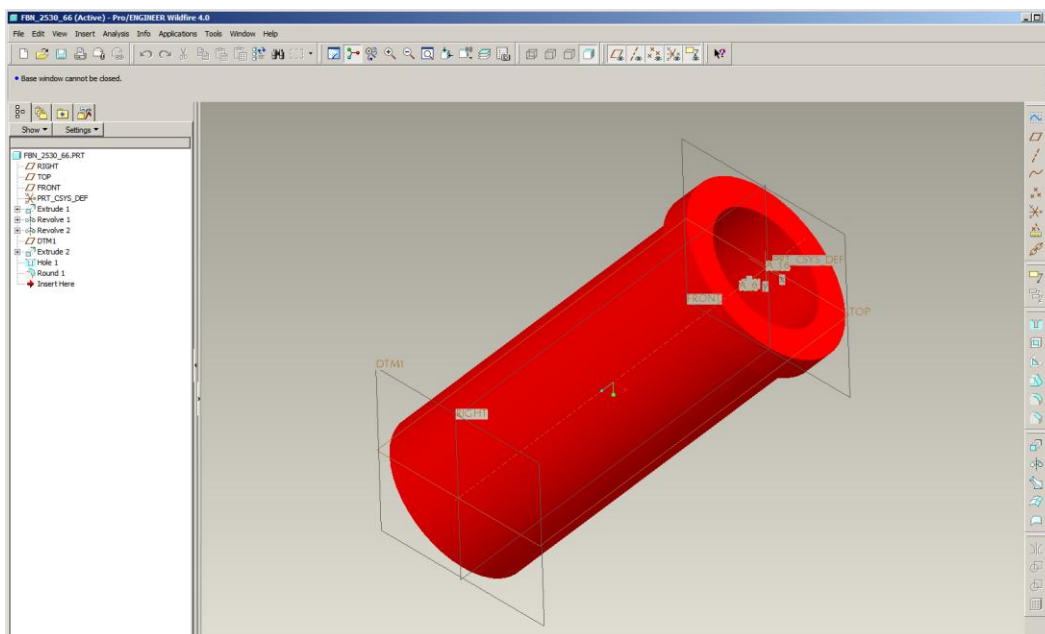 FBN_2530_66 (Active) - Pro/ENGINEER Wildfire 4.0
File Edit View Insert Analysis Info Applications Tools Window Help
Base window cannot be closed.
Show Settings
FBN_2530_66.PRT
RIGHT
TOP
FRONT
PRT_CSYS_DEF
Extrude 1
Revolve 1
Revolve 2
DTM1
Extrude 2
Hole 1
Round 1
Insert Here
PRT_CSYS_DEF
FRONT
TOP
DTM1
RIGHT